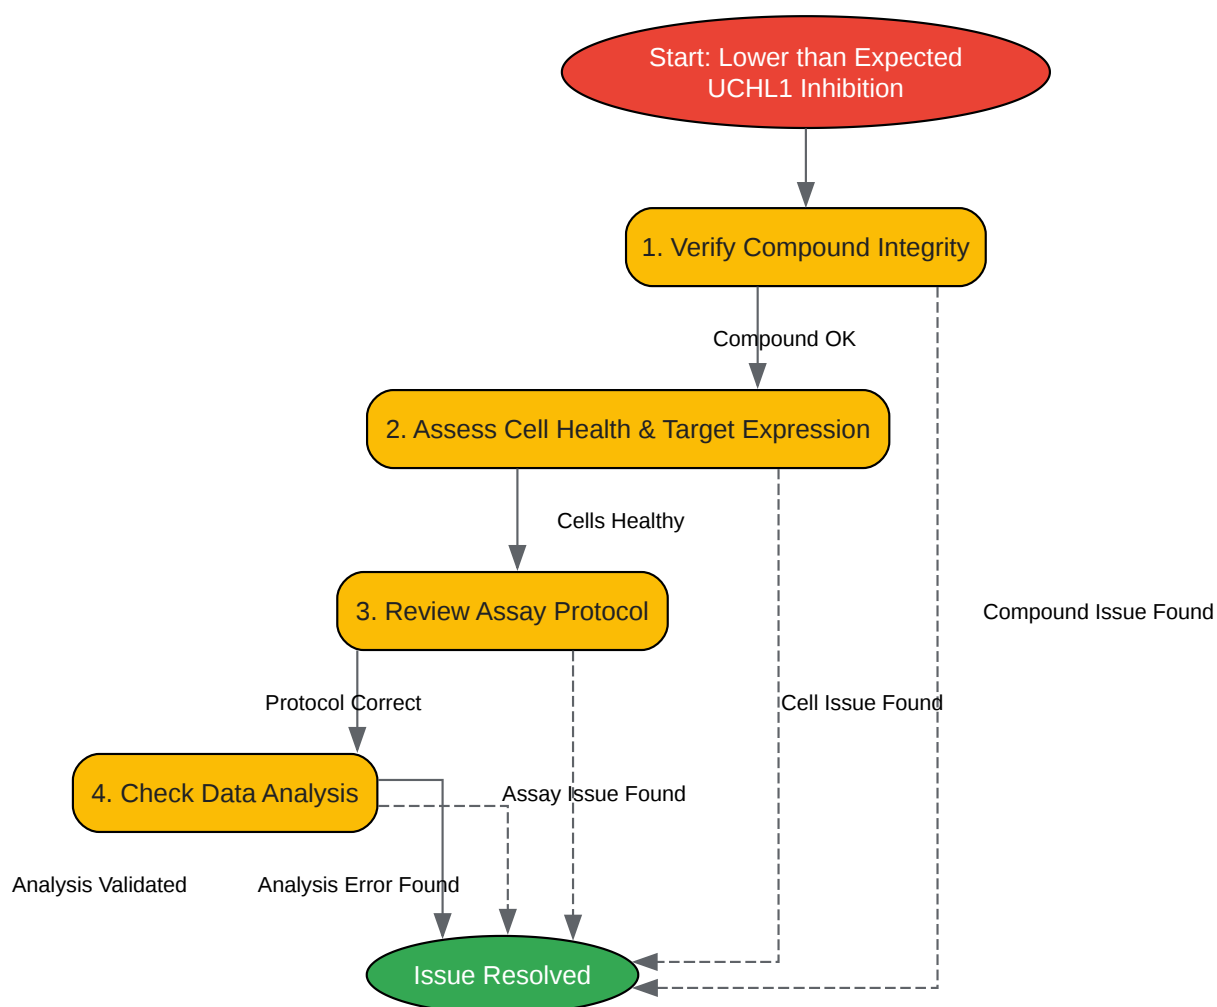 Start: Lower than Expected
UCHL1 Inhibition
1. Verify Compound Integrity
Compound OK
2. Assess Cell Health & Target Expression
Cells Healthy
3. Review Assay Protocol
Compound Issue Found
Protocol Correct
Cell Issue Found
4. Check Data Analysis
Assay Issue Found
Analysis Validated
Analysis Error Found
Issue Resolved